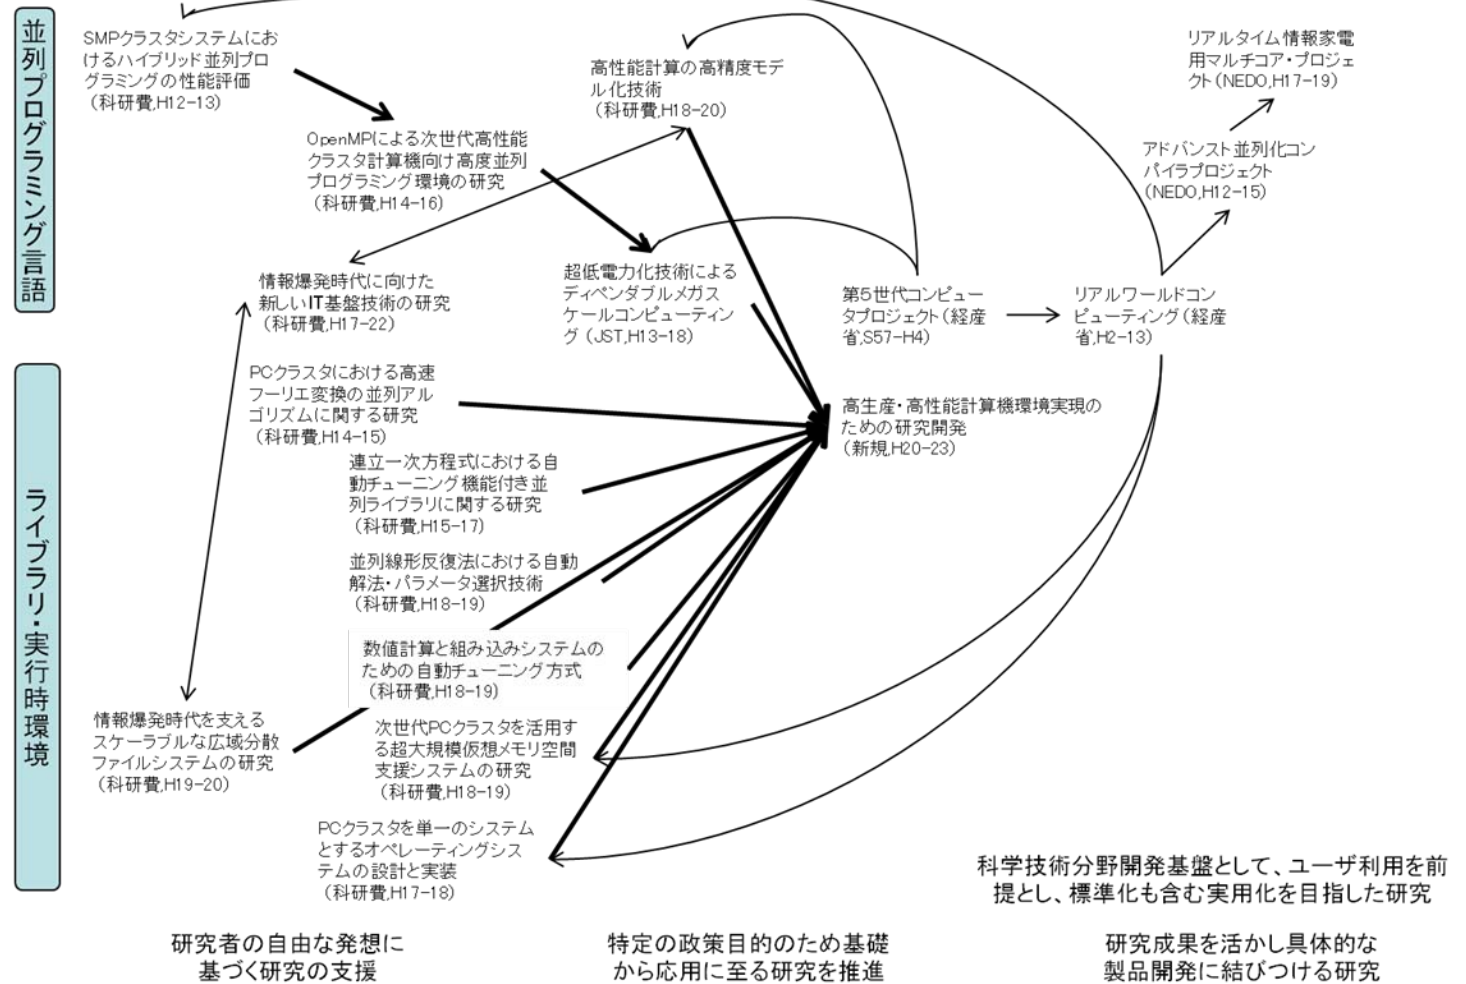 並列プログラミング言語
SMPクラスタシステムにお
けるハイブリッド並列プロ
グラミングの性能評価
(科研費,H12-13)
OpenMPによる次世代高性能
クラスタ計算機向け高度並列
プログラミング環境の研究
(科研費,H14-16)
高性能計算の高精度モデ
ル化技術
(科研費,H18-20)
リアルタイム情報家電
用マルチコア・プロジェ
クト(NEDO,H17-19)
アドバンスト並列化コン
パイラプロジェクト
(NEDO,H12-15)
情報爆発時代に向けた
新しいIT基盤技術の研究
(科研費,H17-22)
超低電力化技術による
ディペンダブルメガス
ケールコンピューティン
グ(JST,H13-18)
第5世代コンピュー
タプロジェクト(経産
省,S57-H4)
リアルワールドコン
ピューティング(経産
省,H2-13)
ライブラリ・実行時環境
PCクラスタにおける高速
フーリエ変換の並列アル
ゴリズムに関する研究
(科研費,H14-15)
高生産・高性能計算機環境実現の
ための研究開発
(新規,H20-23)
連立一次方程式における自
動チューニング機能付き並
列ライブラリに関する研究
(科研費,H15-17)
並列線形反復法における自動
解法・パラメータ選択技術
(科研費,H18-19)
数値計算と組み込みシステムの
ための自動チューニング方式
(科研費,H18-19)
情報爆発時代を支える
スケーラブルな広域分散
ファイルシステムの研究
(科研費,H19-20)
次世代PCクラスタを活用す
る超大規模仮想メモリ空間
支援システムの研究
(科研費,H18-19)
PCクラスタを単一のシステム
とするオペレーティングシス
テムの設計と実装
(科研費,H17-18)
科学技術分野開発基盤として、ユーザ利用を前
提とし、標準化も含む実用化を目指した研究
研究者の自由な発想に
基づく研究の支援
特定の政策目的のため基礎
から応用に至る研究を推進
研究成果を活かし具体的な
製品開発に結びつける研究